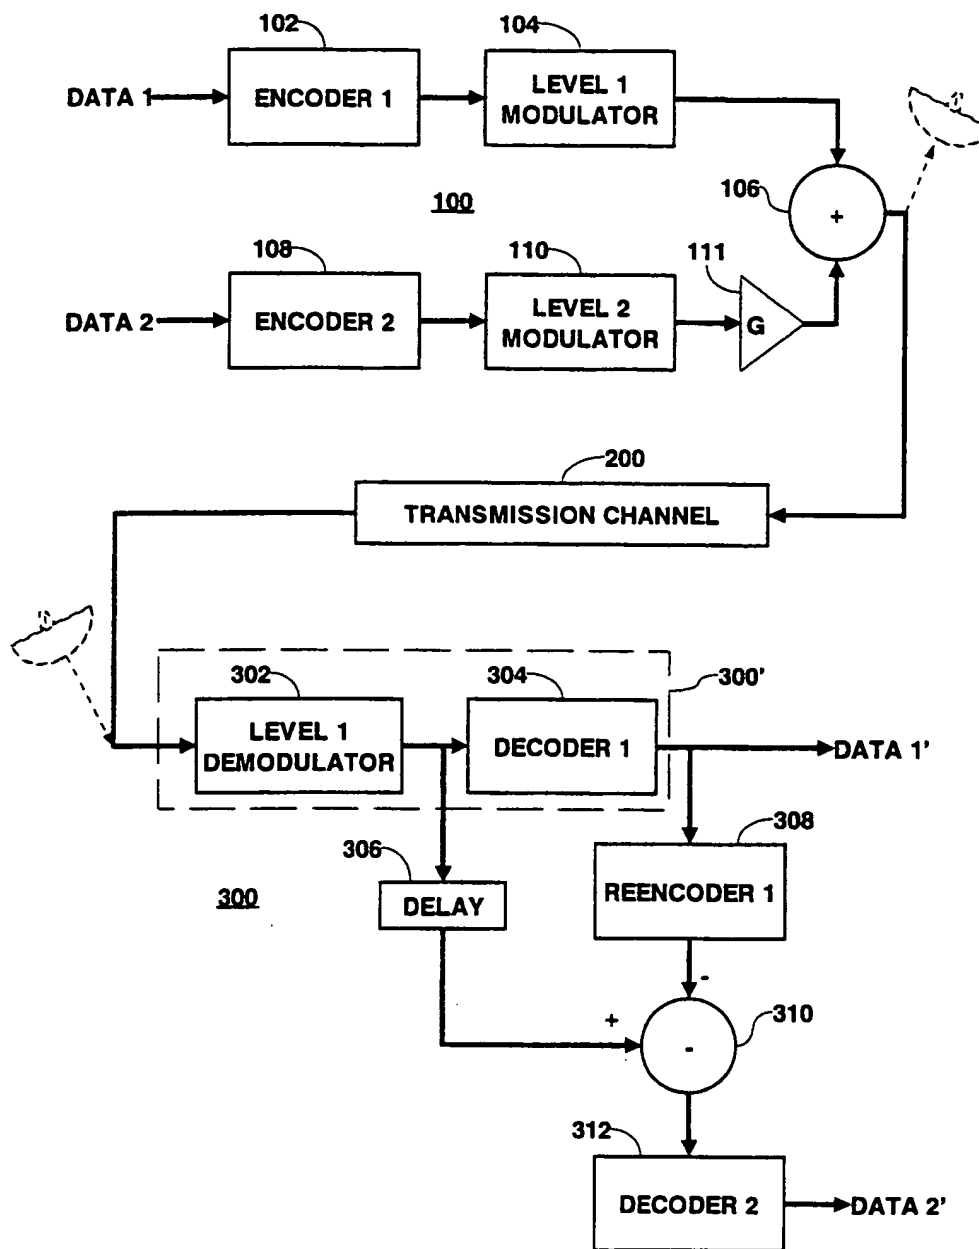 102
104
DATA 1
ENCODER 1
LEVEL 1
MODULATOR
100
106
+
108
110
111
DATA 2
ENCODER 2
LEVEL 2
MODULATOR
G
200
TRANSMISSION CHANNEL
302
304
300'
LEVEL 1
DEMODULATOR
DECODER 1
DATA 1'
306
308
300
DELAY
REENCODER 1
-
+
310
-
312
DECODER 2
DATA 2'